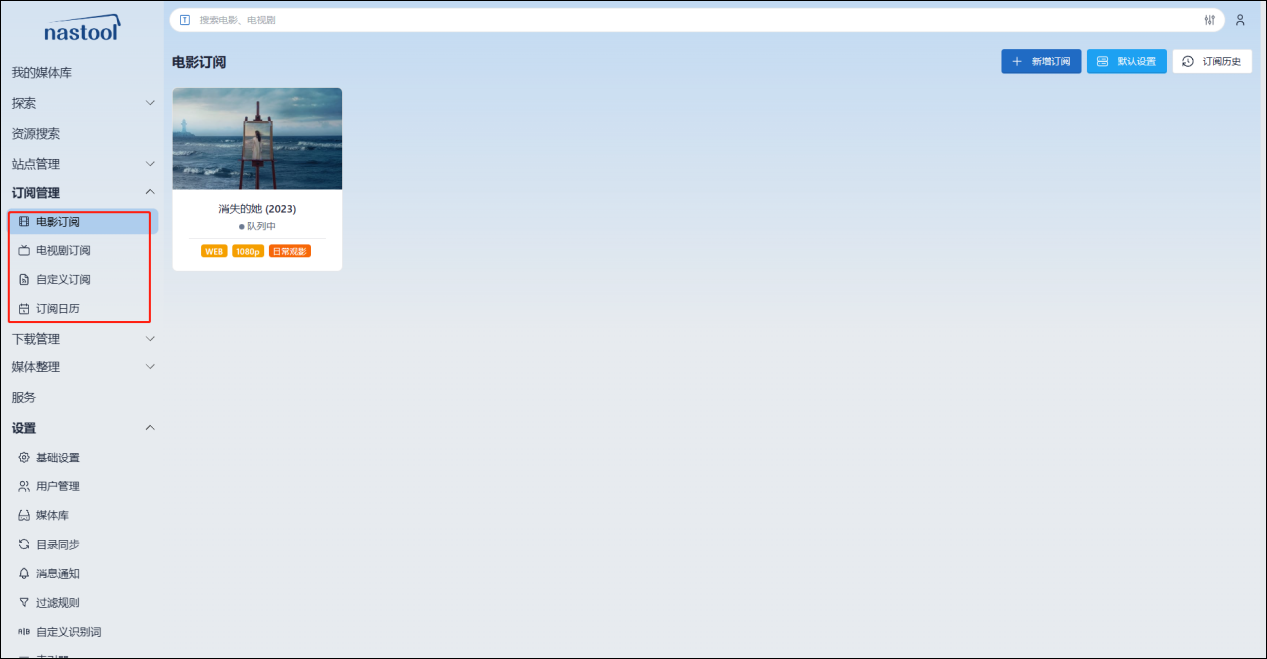 nastool
搜索电影、电视剧
我的媒体库
探索
资源搜索
站点管理
订阅管理
电影订阅
电视剧订阅
自定义订阅
订阅日历
下载管理
媒体整理
服务
设置
基础设置
用户管理
媒体库
目录同步
消息通知
过滤规则
自定义识别词
电影订阅
新增订阅
默认设置
订阅历史
消失的她 (2023)
队列中
WEB 1080p 日常观影